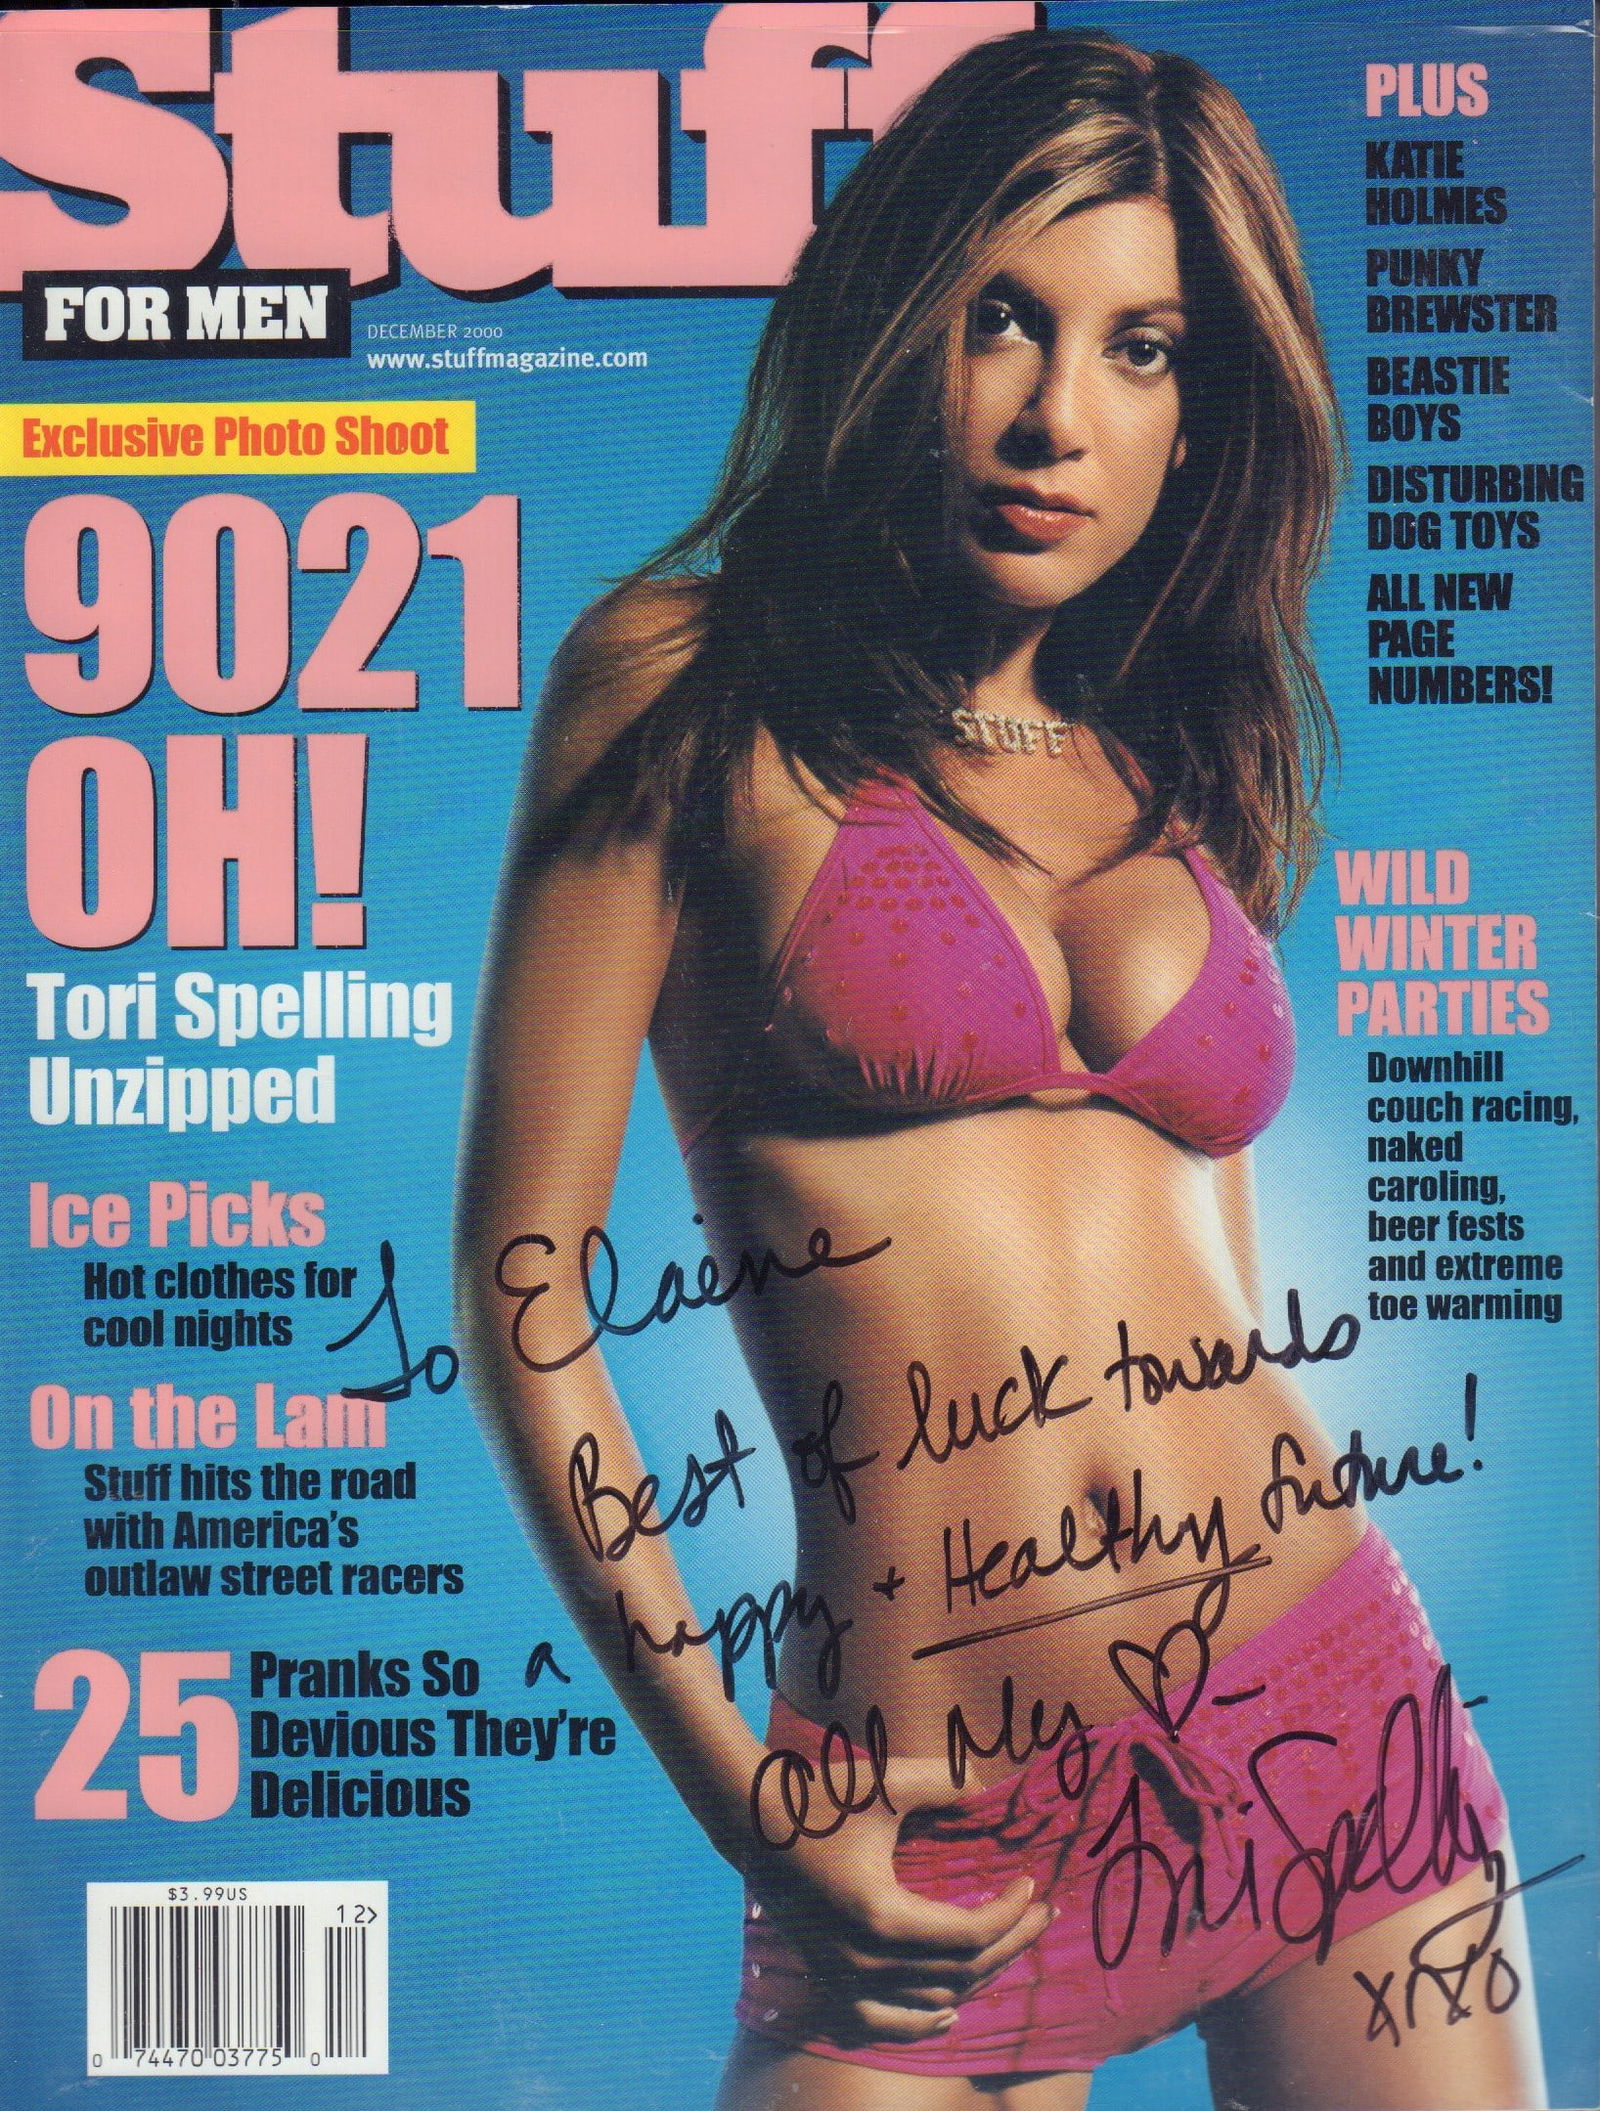 Stuff
FOR MEN
DECEMBER 2000
www.stuffmagazine.com
Exclusive Photo Shoot
9021
OH!
Tori Spelling
Unzipped
Ice Picks
Hot clothes for
cool nights
On the Lam
Stuff hits the road
with America's
outlaw street racers
25 Pranks So
Devious They're
Delicious
$3.99US
12>
0 74470 03775 0
PLUS
KATIE
HOLMES
PUNKY
BREWSTER
BEASTIE
BOYS
DISTURBING
DOG TOYS
ALL NEW
PAGE
NUMBERS!
WILD
WINTER
PARTIES
Downhill
couch racing,
naked
caroling,
beer fests
and extreme
toe warming
STUFF
To Elaine
Best of luck towards
a happy + Healthy future!
All My ♡-
Tori Spelling
xoxo